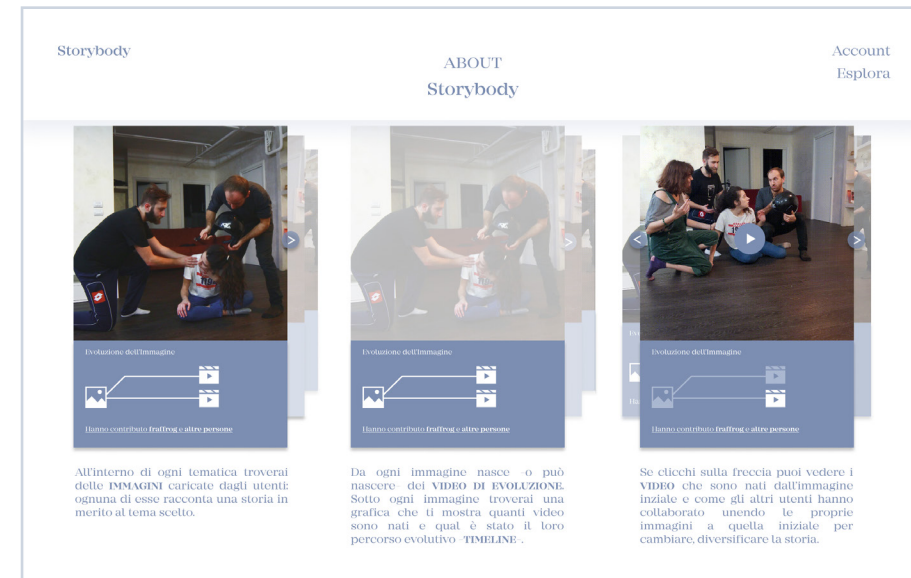 Storybody
ABOUT
Storybody
Account
Esplora
Evoluzione dell'Immagine
Hanno contributo fraffrog e altre persone
All'interno di ogni tematica troverai
delle IMMAGINI caricate dagli utenti:
ognuna di esse racconta una storia in
merito al tema scelto.
Evoluzione dell'Immagine
Hanno contributo fraffrog e altre persone
Da ogni immagine nasce -o può
nascere- dei VIDEO DI EVOLUZIONE.
Sotto ogni immagine troverai una
grafica che ti mostra quanti video
sono nati e qual è stato il loro
percorso evolutivo -TIMELINE-.
Evoluzione dell'Immagine
Hanno contributo fraffrog e altre persone
Se clicchi sulla freccia puoi vedere i
VIDEO che sono nati dall'immagine
inziale e come gli altri utenti hanno
collaborato unendo le proprie
immagini a quella iniziale per
cambiare, diversificare la storia.